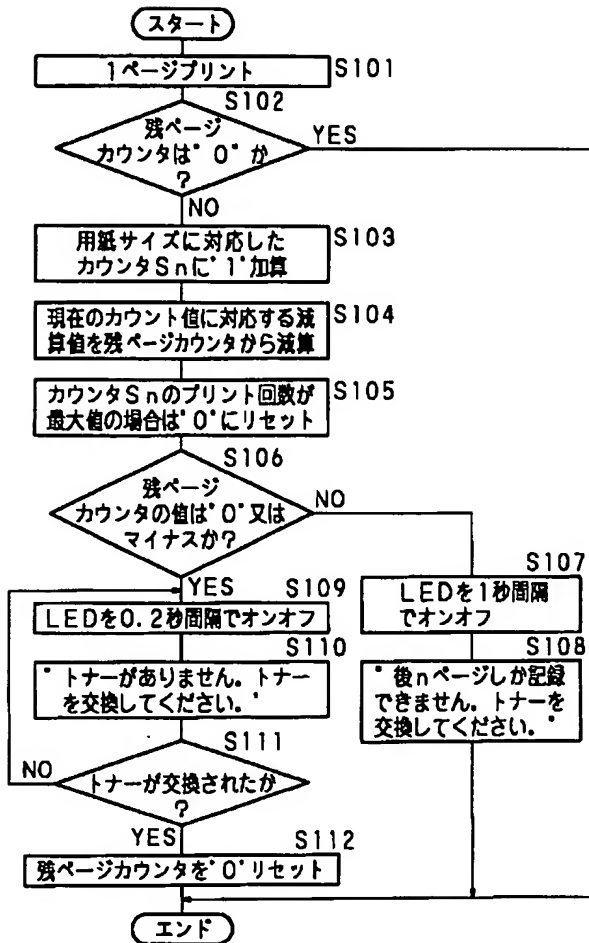 スタート
1ページプリント
S101
S102
残ページ
カウンタは"0"か
?
YES
NO
用紙サイズに対応した
カウンタSnに"1"加算
S103
現在のカウント値に対応する減
算値を残ページカウンタから減算
S104
カウンタSnのプリント回数が
最大値の場合は"0"にリセット
S105
S106
残ページ
カウンタの値は"0"又は
マイナスか?
NO
YES
S109
LEDを0.2秒間隔でオンオフ
S107
LEDを1秒間隔
でオンオフ
S110
"トナーがありません。トナー
を交換してください。"
S108
"後nページしか記録
できません。トナーを
交換してください。"
S111
トナーが交換されたか
?
NO
YES
S112
残ページカウンタを"0"リセット
エンド